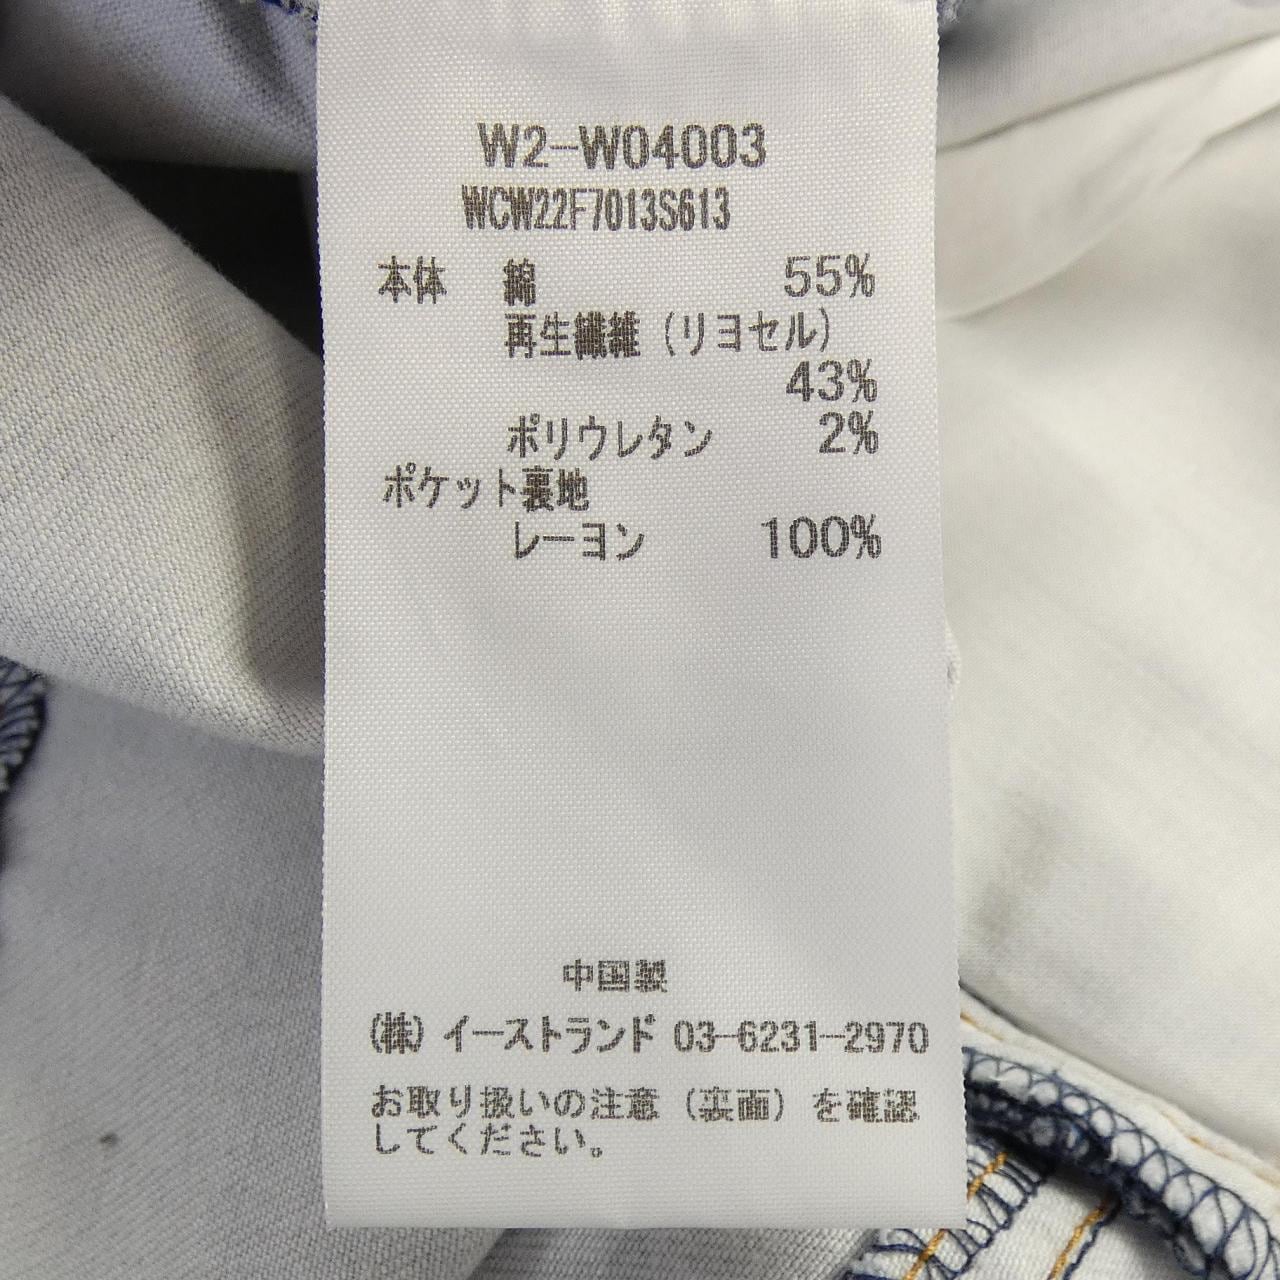 W2-W04003
WCW22F7013S613
本体 綿 55%
再生繊維（リヨセル）
43%
ポリウレタン 2%
ポケット裏地
レーヨン 100%
中国製
（株）イーストランド 03-6231-2970
お取り扱いの注意（裏面）を確認
してください。